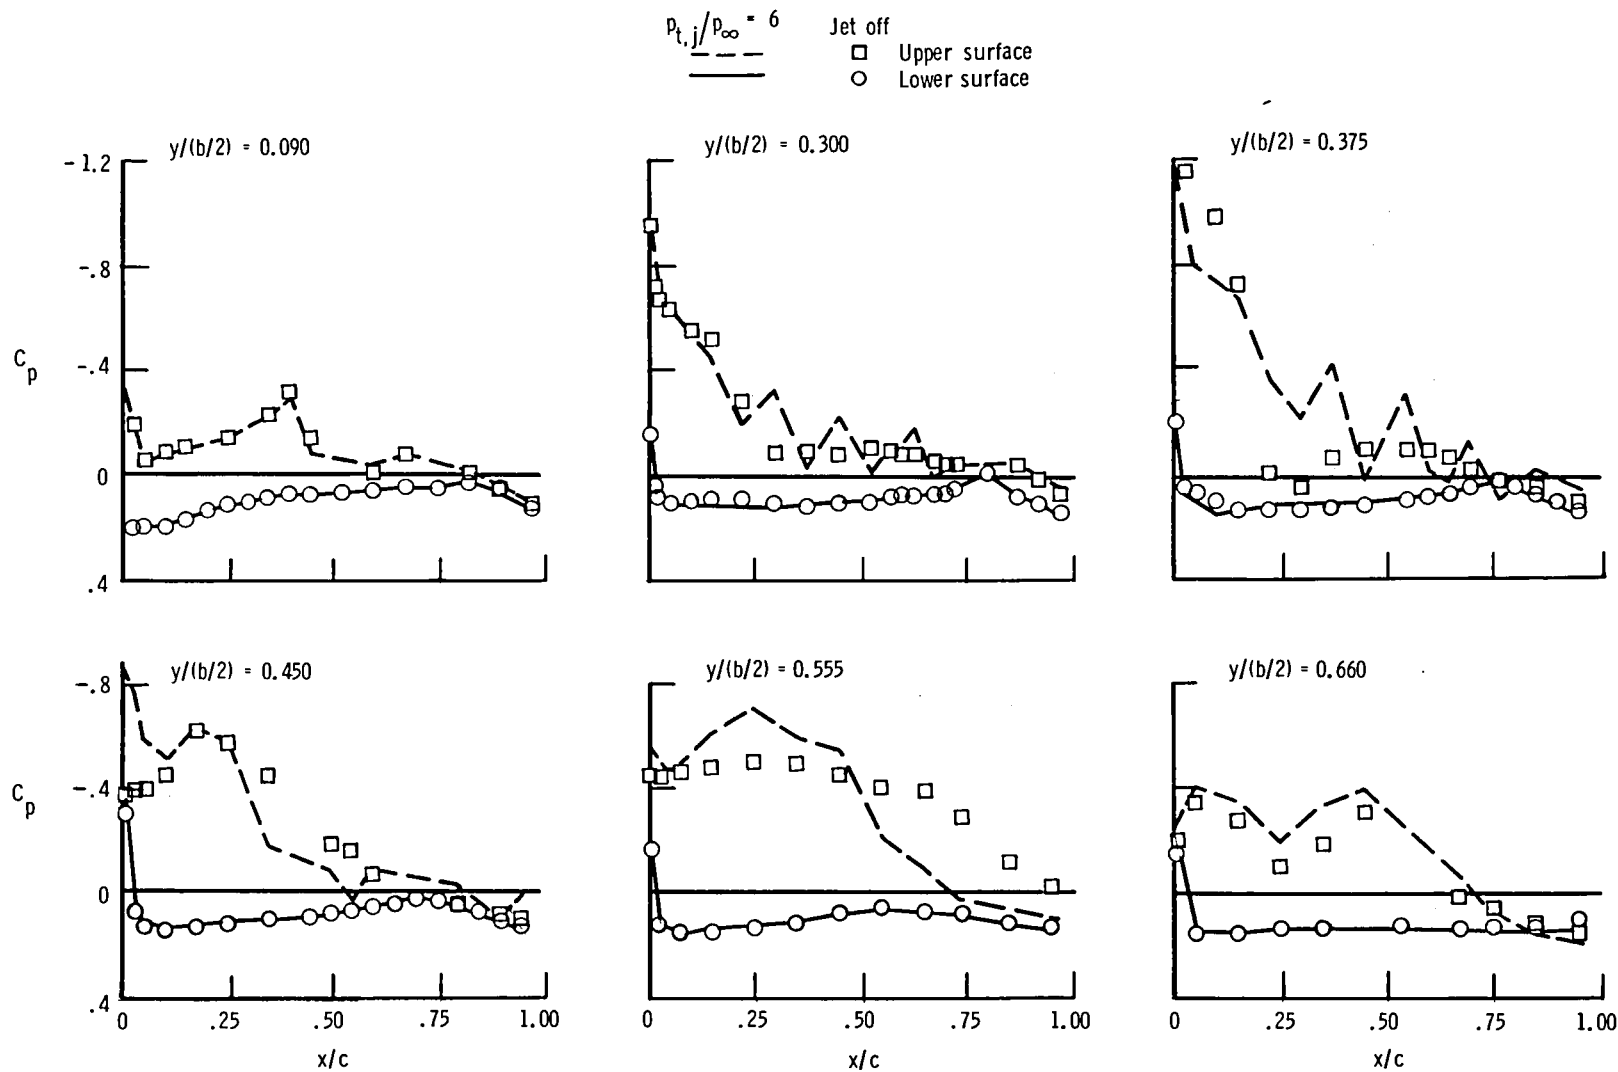 p_t,j/p_∞ = 6 Jet off
Upper surface
Lower surface
y/(b/2) = 0.090
y/(b/2) = 0.300
y/(b/2) = 0.375
-1.2
-.8
-.4
C_p
0
.4
y/(b/2) = 0.450
y/(b/2) = 0.555
y/(b/2) = 0.660
-.8
-.4
C_p
0
.4
0 .25 .50 .75 1.00
0 .25 .50 .75 1.00
0 .25 .50 .75 1.00
x/c
x/c
x/c